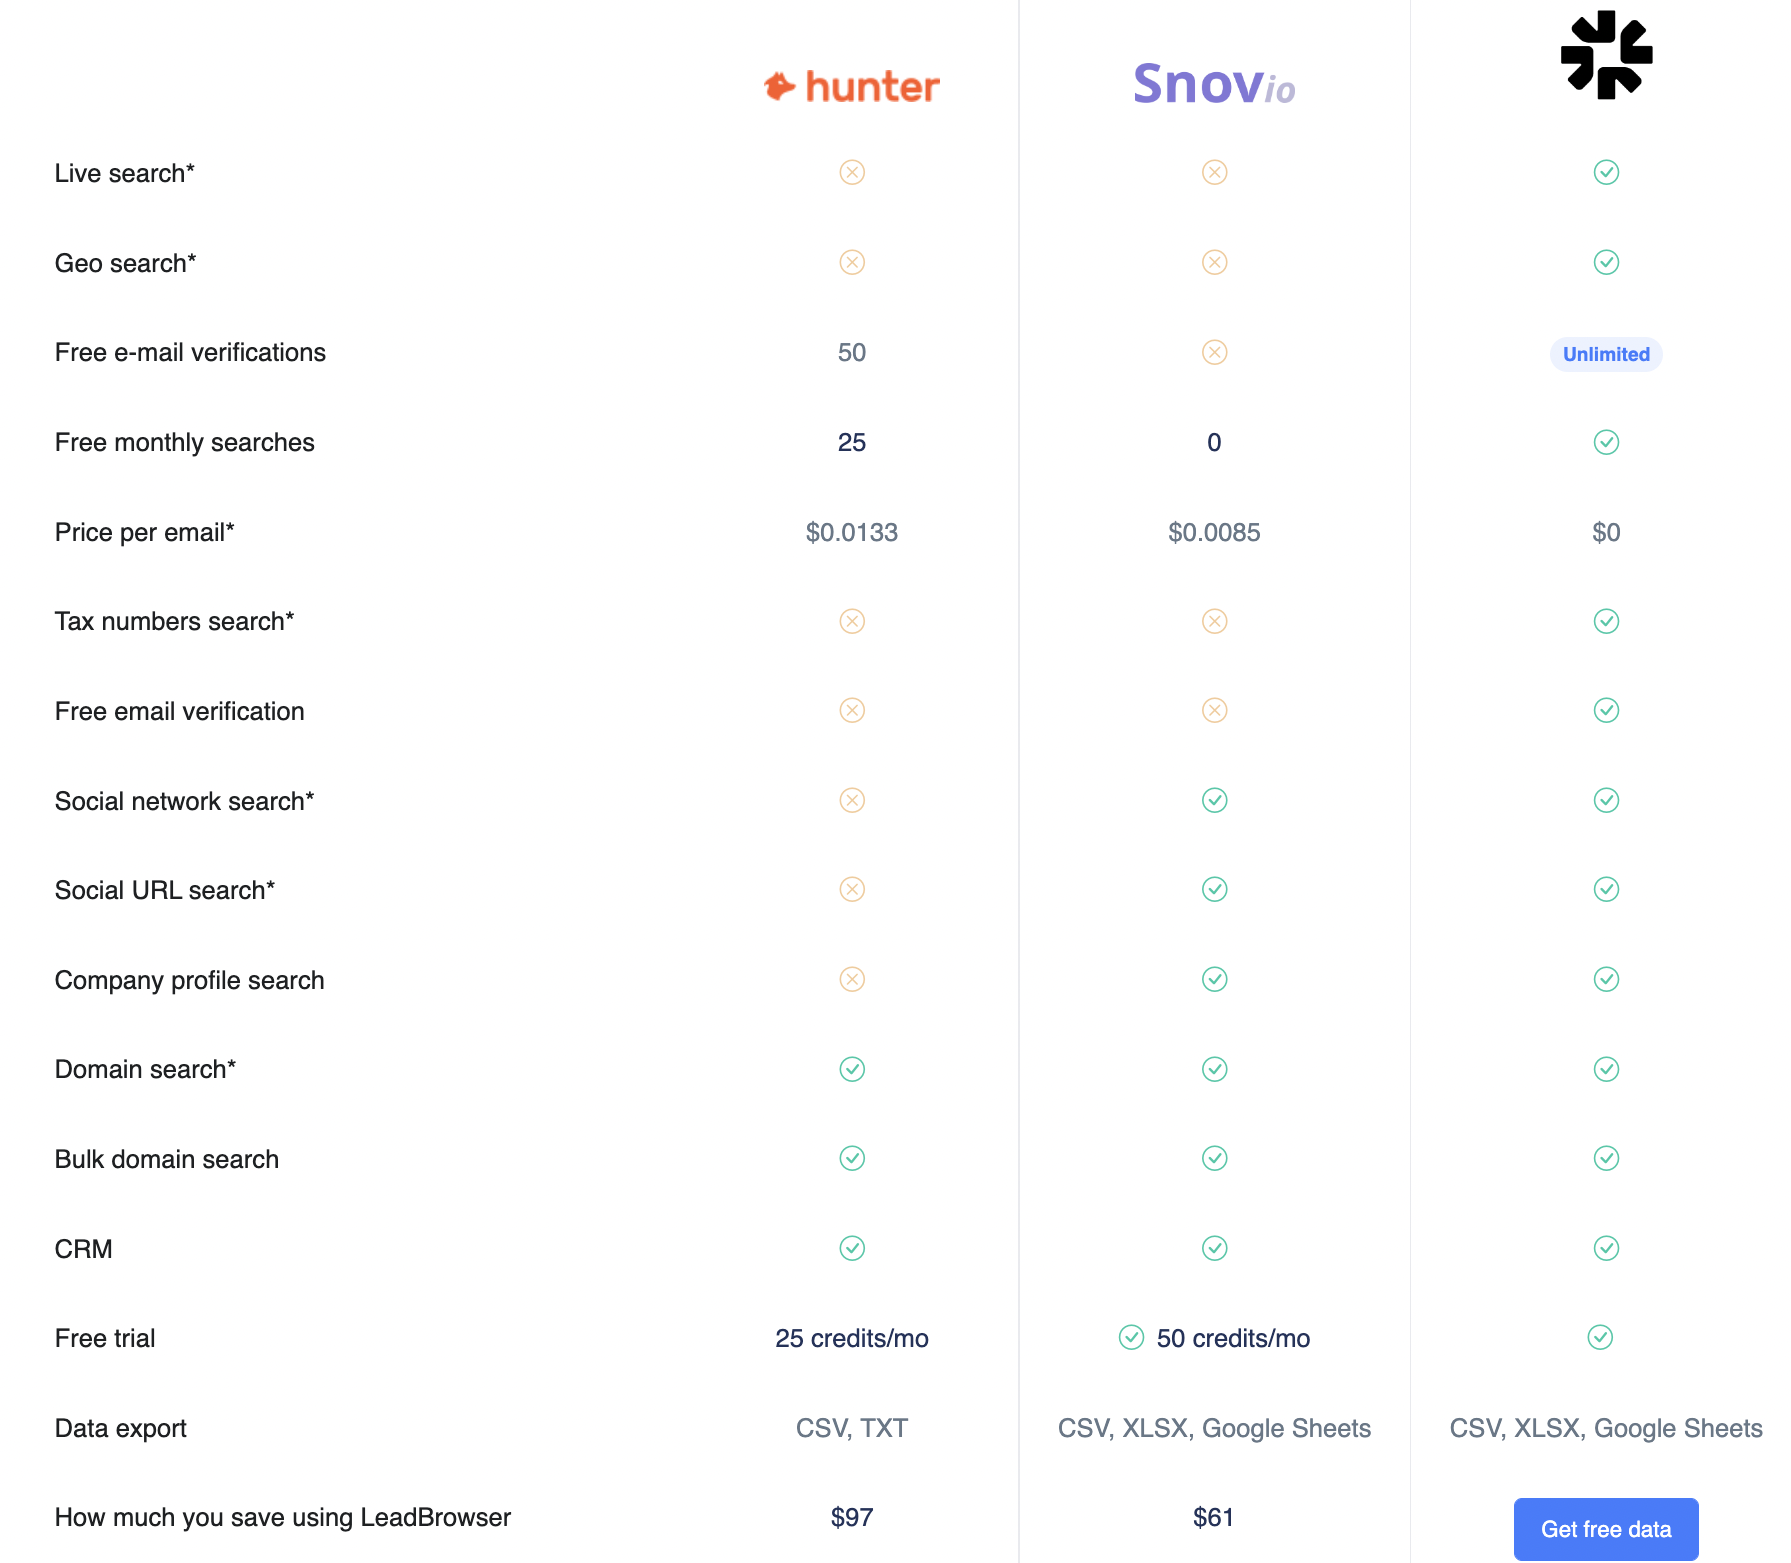 hunter Snovio
Live search*
Geo search*
Free e-mail verifications 50 Unlimited
Free monthly searches 25 0
Price per email* $0.0133 $0.0085 $0
Tax numbers search*
Free email verification
Social network search*
Social URL search*
Company profile search
Domain search*
Bulk domain search
CRM
Free trial 25 credits/mo 50 credits/mo
Data export CSV, TXT CSV, XLSX, Google Sheets CSV, XLSX, Google Sheets
How much you save using LeadBrowser $97 $61 Get free data